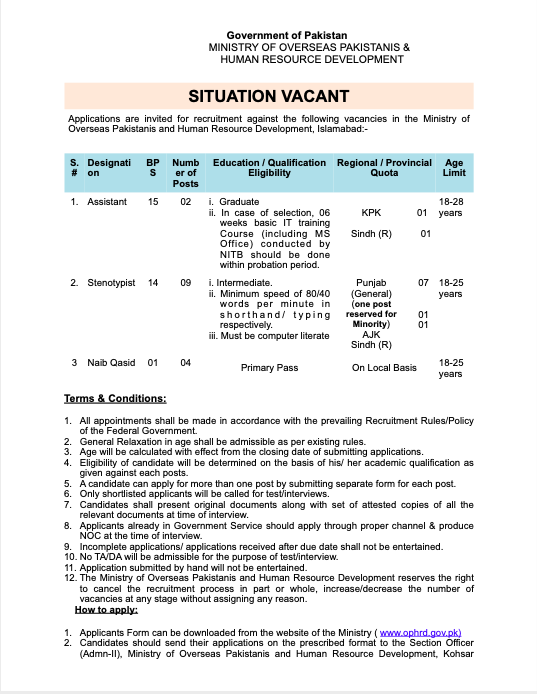 Government of Pakistan
MINISTRY OF OVERSEAS PAKISTANIS &
HUMAN RESOURCE DEVELOPMENT
SITUATION VACANT
Applications are invited for recruitment against the following vacancies in the Ministry of
Overseas Pakistanis and Human Resource Development, Islamabad:-
S. Designati BP Numb Education / Qualification Regional / Provincial Age
# on S er of Eligibility Quota Limit
Posts
1. Assistant 15 02 i. Graduate 18-28
ii. In case of selection, 06 KPK 01 years
weeks basic IT training
Course (including MS Sindh (R) 01
Office) conducted by
NITB should be done
within probation period.
2. Stenotypist 14 09 i. Intermediate. Punjab 07 18-25
ii. Minimum speed of 80/40 (General) years
words per minute in (one post
shorthand/ typing reserved for 01
respectively. Minority) 01
iii. Must be computer literate AJK
Sindh (R)
3 Naib Qasid 01 04 Primary Pass On Local Basis 18-25
years
Terms & Conditions:
1. All appointments shall be made in accordance with the prevailing Recruitment Rules/Policy
of the Federal Government.
2. General Relaxation in age shall be admissible as per existing rules.
3. Age will be calculated with effect from the closing date of submitting applications.
4. Eligibility of candidate will be determined on the basis of his/ her academic qualification as
given against each posts.
5. A candidate can apply for more than one post by submitting separate form for each post.
6. Only shortlisted applicants will be called for test/interviews.
7. Candidates shall present original documents along with set of attested copies of all the
relevant documents at time of interview.
8. Applicants already in Government Service should apply through proper channel & produce
NOC at the time of interview.
9. Incomplete applications/ applications received after due date shall not be entertained.
10. No TA/DA will be admissible for the purpose of test/interview.
11. Application submitted by hand will not be entertained.
12. The Ministry of Overseas Pakistanis and Human Resource Development reserves the right
to cancel the recruitment process in part or whole, increase/decrease the number of
vacancies at any stage without assigning any reason.
How to apply:
1. Applicants Form can be downloaded from the website of the Ministry ( www.ophrd.gov.pk)
2. Candidates should send their applications on the prescribed format to the Section Officer
(Admn-II), Ministry of Overseas Pakistanis and Human Resource Development, Kohsar